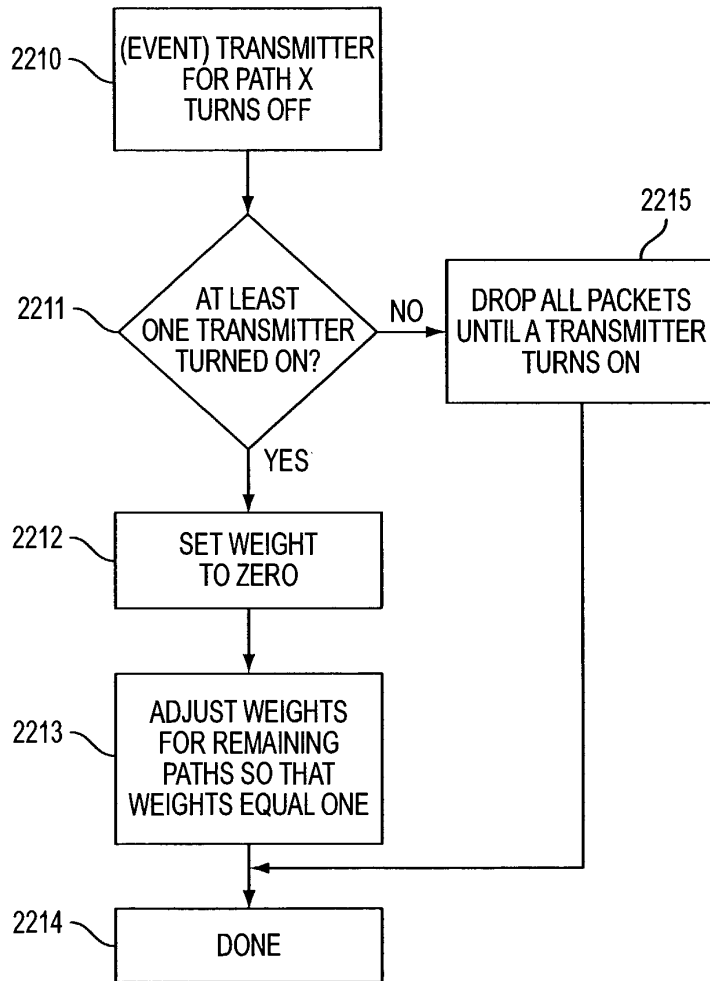 2210
(EVENT) TRANSMITTER
FOR PATH X
TURNS OFF
2211
AT LEAST
ONE TRANSMITTER
TURNED ON?
NO
2215
DROP ALL PACKETS
UNTIL A TRANSMITTER
TURNS ON
YES
2212
SET WEIGHT
TO ZERO
2213
ADJUST WEIGHTS
FOR REMAINING
PATHS SO THAT
WEIGHTS EQUAL ONE
2214
DONE